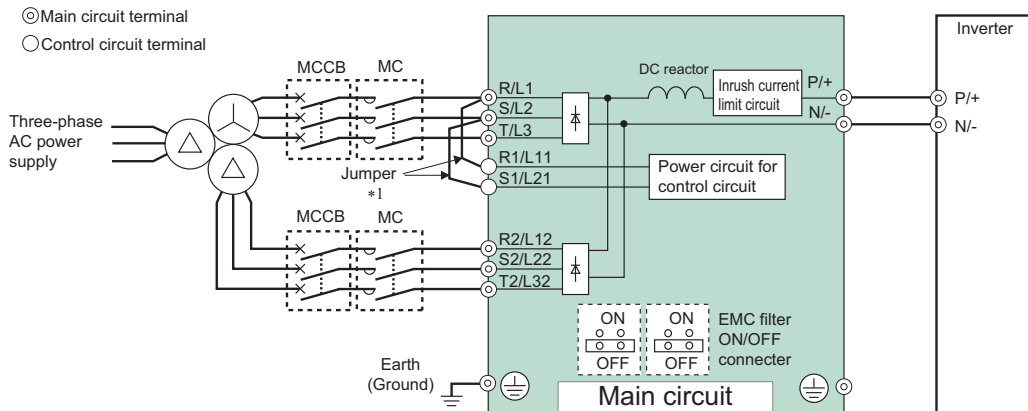 Main circuit terminal
Control circuit terminal
Three-phase
AC power
supply
MCCB
MC
R/L1
S/L2
T/L3
R1/L11
S1/L21
Jumper
*1
DC reactor
Inrush current
limit circuit
P/+
N/-
Power circuit for
control circuit
Inverter
P/+
N/-
MCCB
MC
R2/L12
S2/L22
T2/L32
ON
OFF
ON
OFF
EMC filter
ON/OFF
connecter
Earth
(Ground)
Main circuit